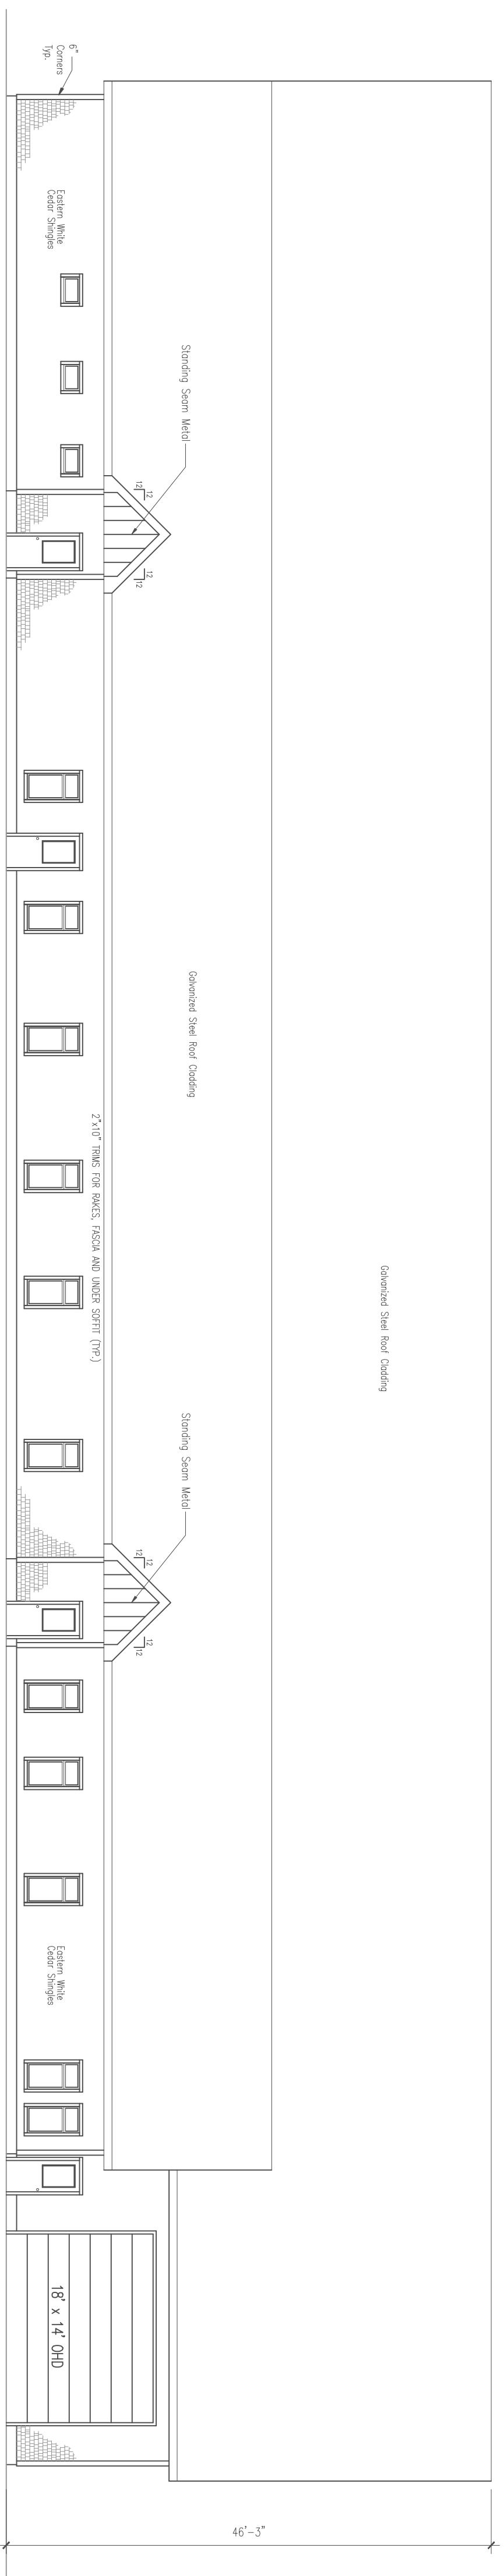 6"
Corners
Typ.
Eastern White
Cedar Shingles
Standing Seam Metal
12
12
12
12
Galvanized Steel Roof Cladding
2"x10" TRIMS FOR RAKES, FASCIA AND UNDER SOFFIT (TYP.)
Galvanized Steel Roof Cladding
Standing Seam Metal
12
12
12
12
Eastern White
Cedar Shingles
18' x 14' OHD
46'-3"